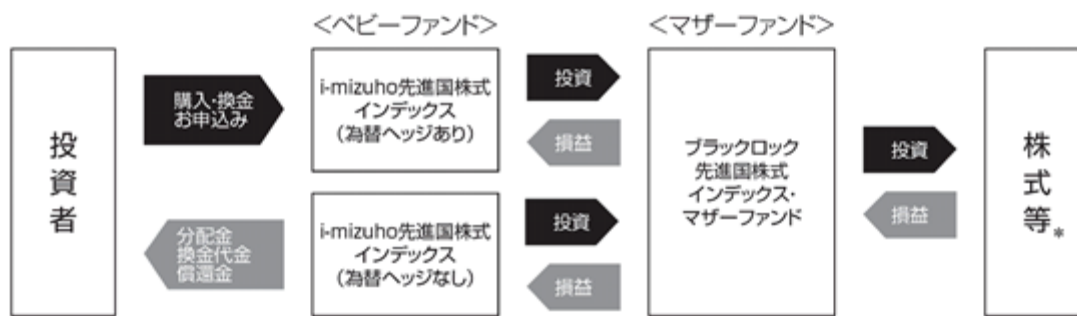 <ベビーファンド>
<マザーファンド>
投資者
購入・換金
お申込み
分配金
換金代金
償還金
i-mizuho先進国株式
インデックス
(為替ヘッジあり)
i-mizuho先進国株式
インデックス
(為替ヘッジなし)
投資
損益
投資
損益
ブラックロック
先進国株式
インデックス・
マザーファンド
投資
損益
株式等*